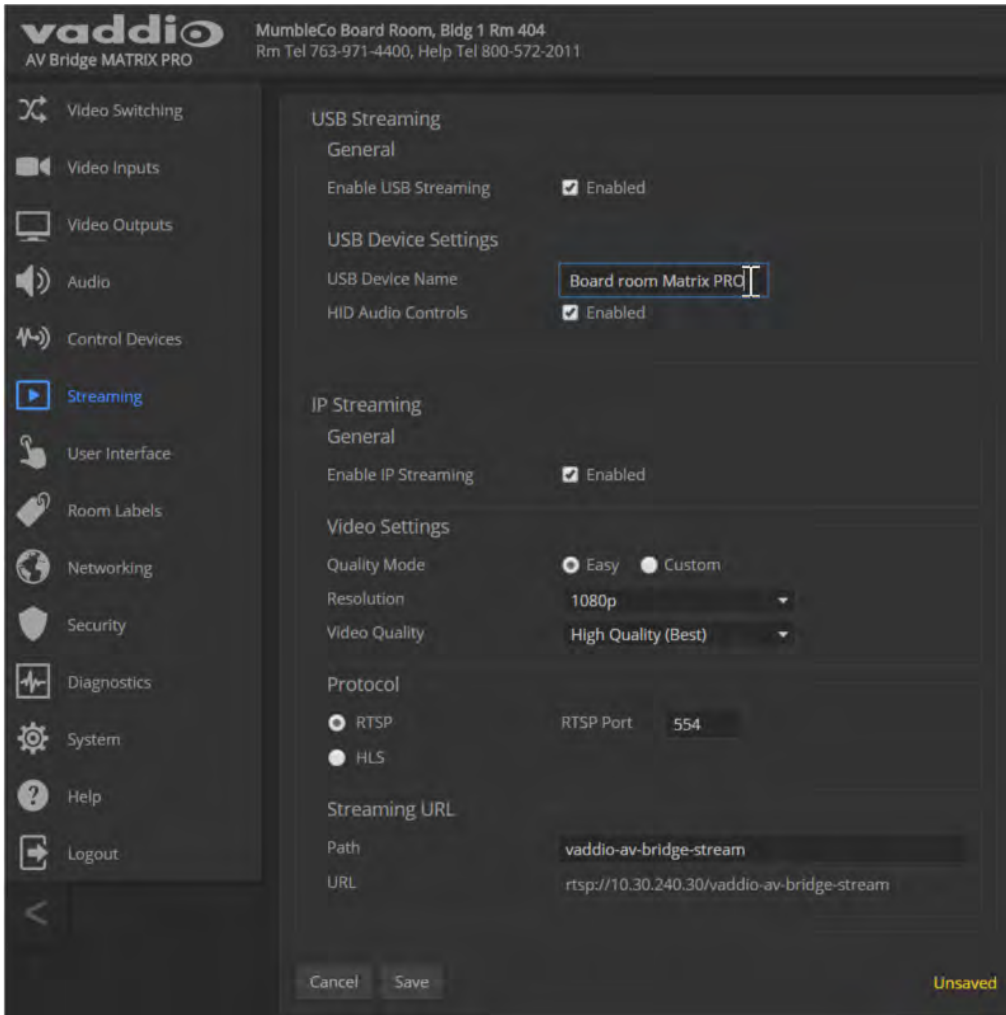 vaddio
AV Bridge MATRIX PRO
MumbleCo Board Room, Bldg 1 Rm 404
Rm Tel 763-971-4400, Help Tel 800-572-2011
Video Switching
Video Inputs
Video Outputs
Audio
Control Devices
Streaming
User Interface
Room Labels
Networking
Security
Diagnostics
System
Help
Logout
USB Streaming
General
Enable USB Streaming Enabled
USB Device Settings
USB Device Name Board room Matrix PRO
HID Audio Controls Enabled
IP Streaming
General
Enable IP Streaming Enabled
Video Settings
Quality Mode Easy Custom
Resolution 1080p
Video Quality High Quality (Best)
Protocol
RTSP RTSP Port 554
HLS
Streaming URL
Path vaddio-av-bridge-stream
URL rtsp://10.30.240.30/vaddio-av-bridge-stream
Cancel Save Unsaved